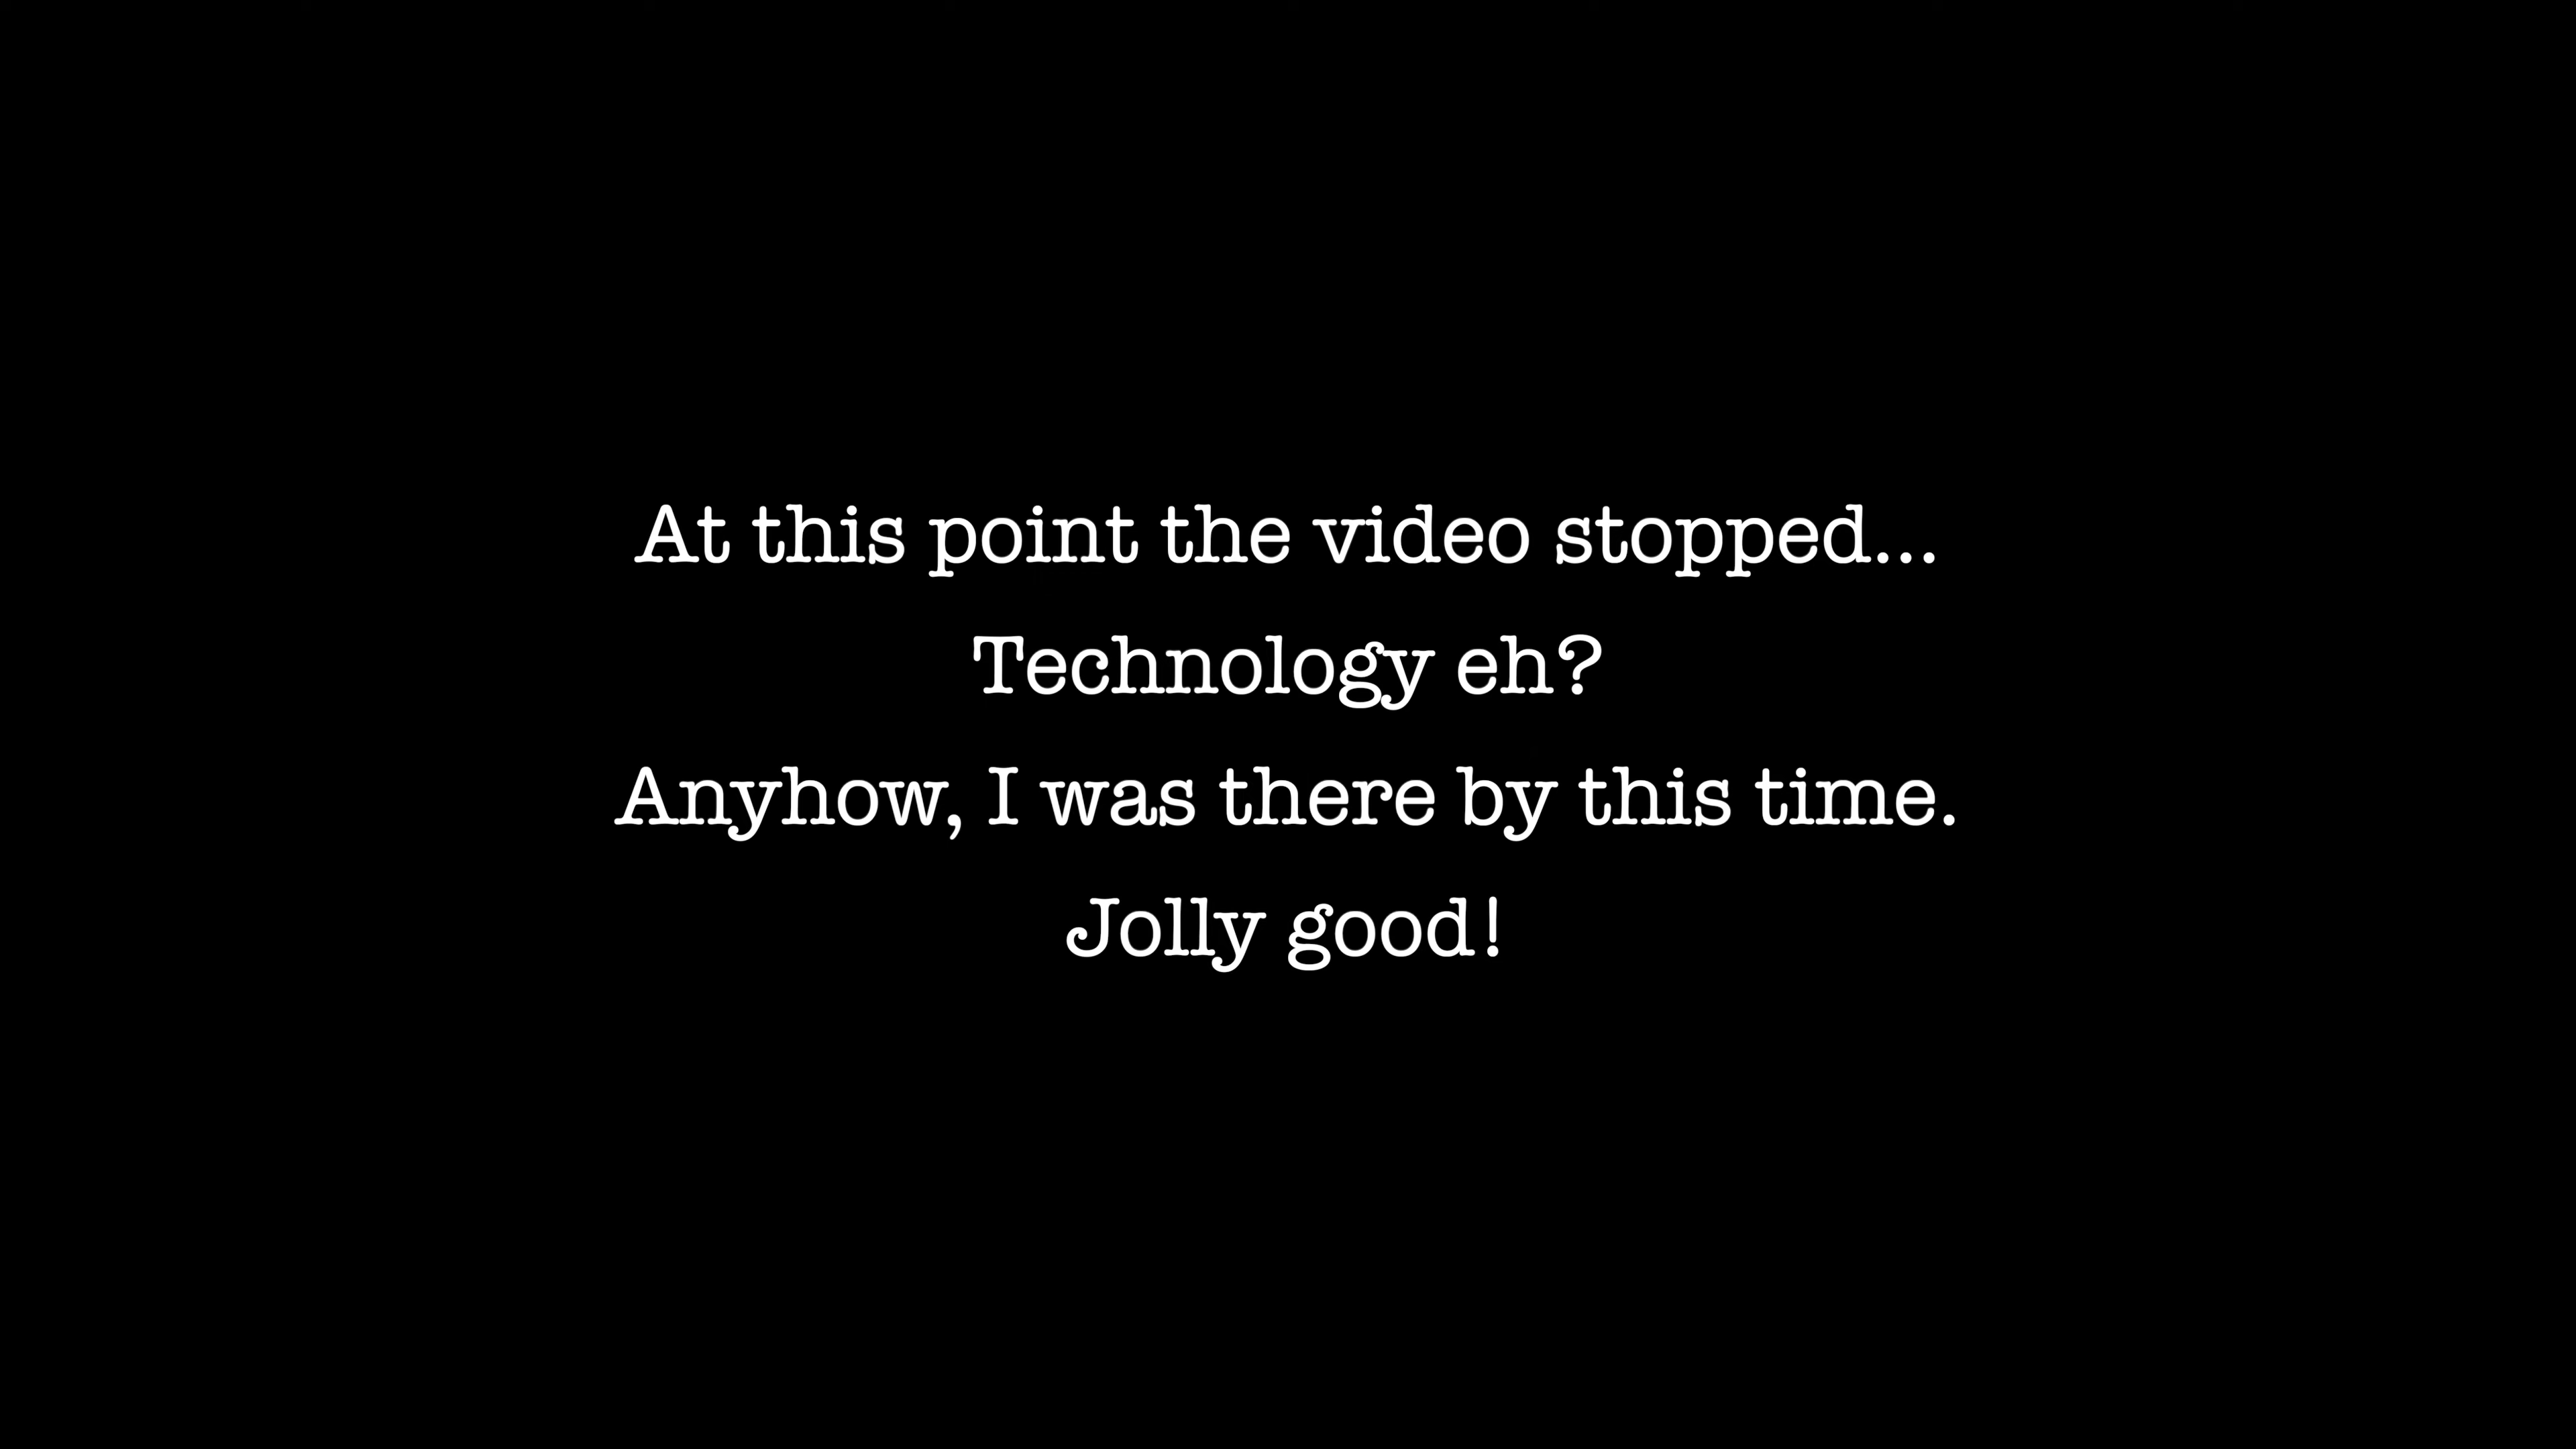 At this point the video stopped...
Technology eh?
Anyhow, I was there by this time.
Jolly good!